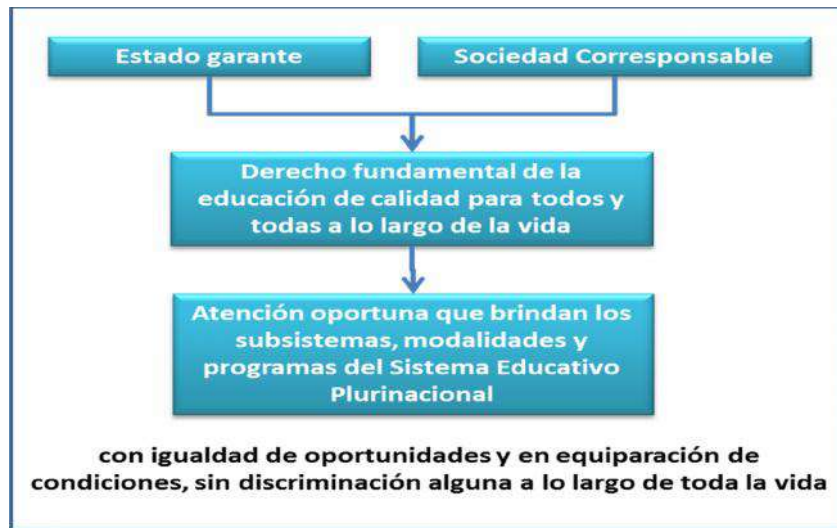 Estado garante
Sociedad Corresponsable
Derecho fundamental de la
educación de calidad para todos y
todas a lo largo de la vida
Atención oportuna que brindan los
subsistemas, modalidades y
programas del Sistema Educativo
Plurinacional
con igualdad de oportunidades y en equiparación de
condiciones, sin discriminación alguna a lo largo de toda la vida